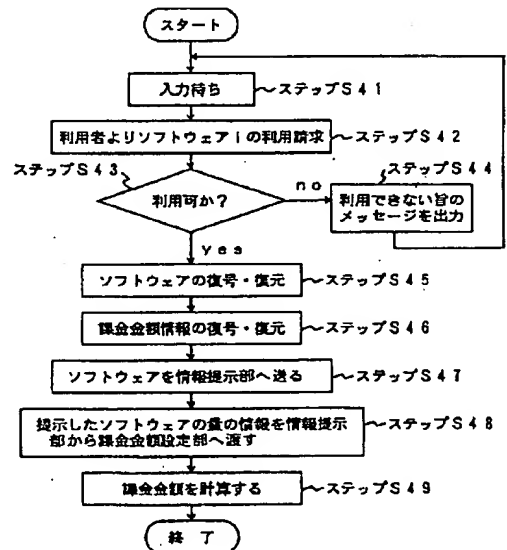 スタート
入力待ち
ステップS41
利用者よりソフトウェアiの利用請求
ステップS42
ステップS43
利用可か?
no
ステップS44
利用できない旨の
メッセージを出力
yes
ソフトウェアの復号・復元
ステップS45
課金金額情報の復号・復元
ステップS46
ソフトウェアを情報提示部へ送る
ステップS47
提示したソフトウェアの量の情報を情報提示
部から課金金額設定部へ渡す
ステップS48
課金金額を計算する
ステップS49
終了